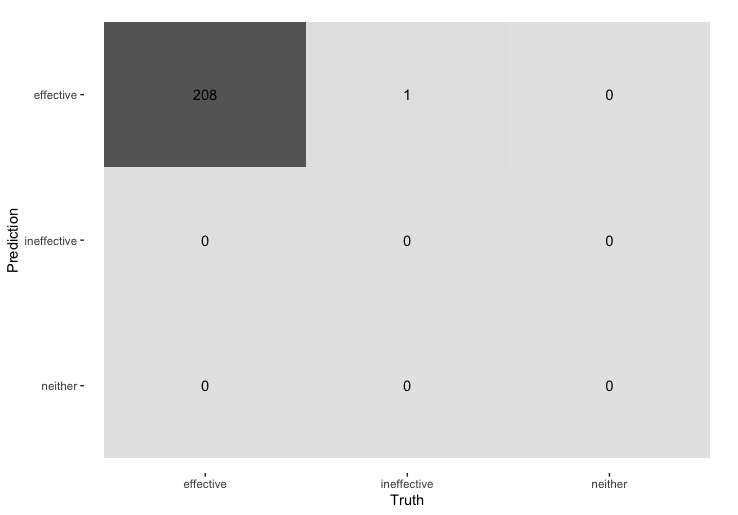 effective 208 1 0
Prediction
ineffective 0 0 0
neither 0 0 0
effective ineffective neither
Truth